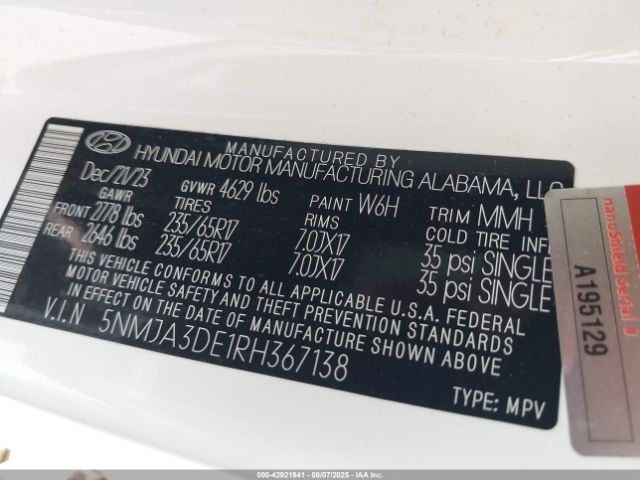 MANUFACTURED BY
HYUNDAI MOTOR MANUFACTURING ALABAMA, LLC
Dec/21/23 GVWR 4629 lbs PAINT W6H TRIM MMH
GAWR TIRES RIMS COLD TIRE INFL
FRONT 2778 lbs 235/65R17 7.0JX17 35 psi SINGLE
REAR 2646 lbs 235/65R17 7.0JX17 35 psi SINGLE
THIS VEHICLE CONFORMS TO ALL APPLICABLE U.S.A. FEDERAL
MOTOR VEHICLE SAFETY AND THEFT PREVENTION STANDARDS
IN EFFECT ON THE DATE OF MANUFACTURE SHOWN ABOVE
V.I.N 5NMJA3DE1RH367138
TYPE: MPV
nanoShield Serial #
A195129
000-42921941 - 08/07/2025 - IAA Corp.